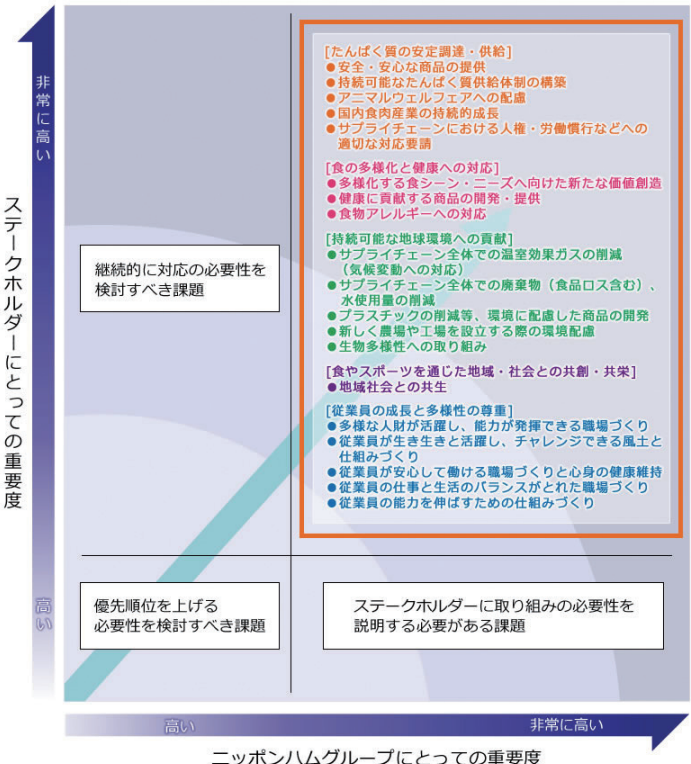 非常に高い
ステークホルダーにとっての重要度
高い
[たんぱく質の安定調達・供給]
●安全・安心な商品の提供
●持続可能なたんぱく質供給体制の構築
●アニマルウェルフェアへの配慮
●国内食肉産業の持続的成長
●サプライチェーンにおける人権・労働慣行などへの
適切な対応要請
[食の多様化と健康への対応]
●多様化する食シーン・ニーズへ向けた新たな価値創造
●健康に貢献する商品の開発・提供
●食物アレルギーへの対応
[持続可能な地球環境への貢献]
●サプライチェーン全体での温室効果ガスの削減
（気候変動への対応）
●サプライチェーン全体での廃棄物（食品ロス含む）、
水使用量の削減
●プラスチックの削減等、環境に配慮した商品の開発
●新しく農場や工場を設立する際の環境配慮
●生物多様性への取り組み
[食やスポーツを通じた地域・社会との共創・共栄]
●地域社会との共生
[従業員の成長と多様性の尊重]
●多様な人財が活躍し、能力が発揮できる職場づくり
●従業員が生き生きと活躍し、チャレンジできる風土と
仕組みづくり
●従業員が安心して働ける職場づくりと心身の健康維持
●従業員の仕事と生活のバランスがとれた職場づくり
●従業員の能力を伸ばすための仕組みづくり
継続的に対応の必要性を
検討すべき課題
優先順位を上げる
必要性を検討すべき課題
ステークホルダーに取り組みの必要性を
説明する必要がある課題
高い
非常に高い
ニッポンハムグループにとっての重要度